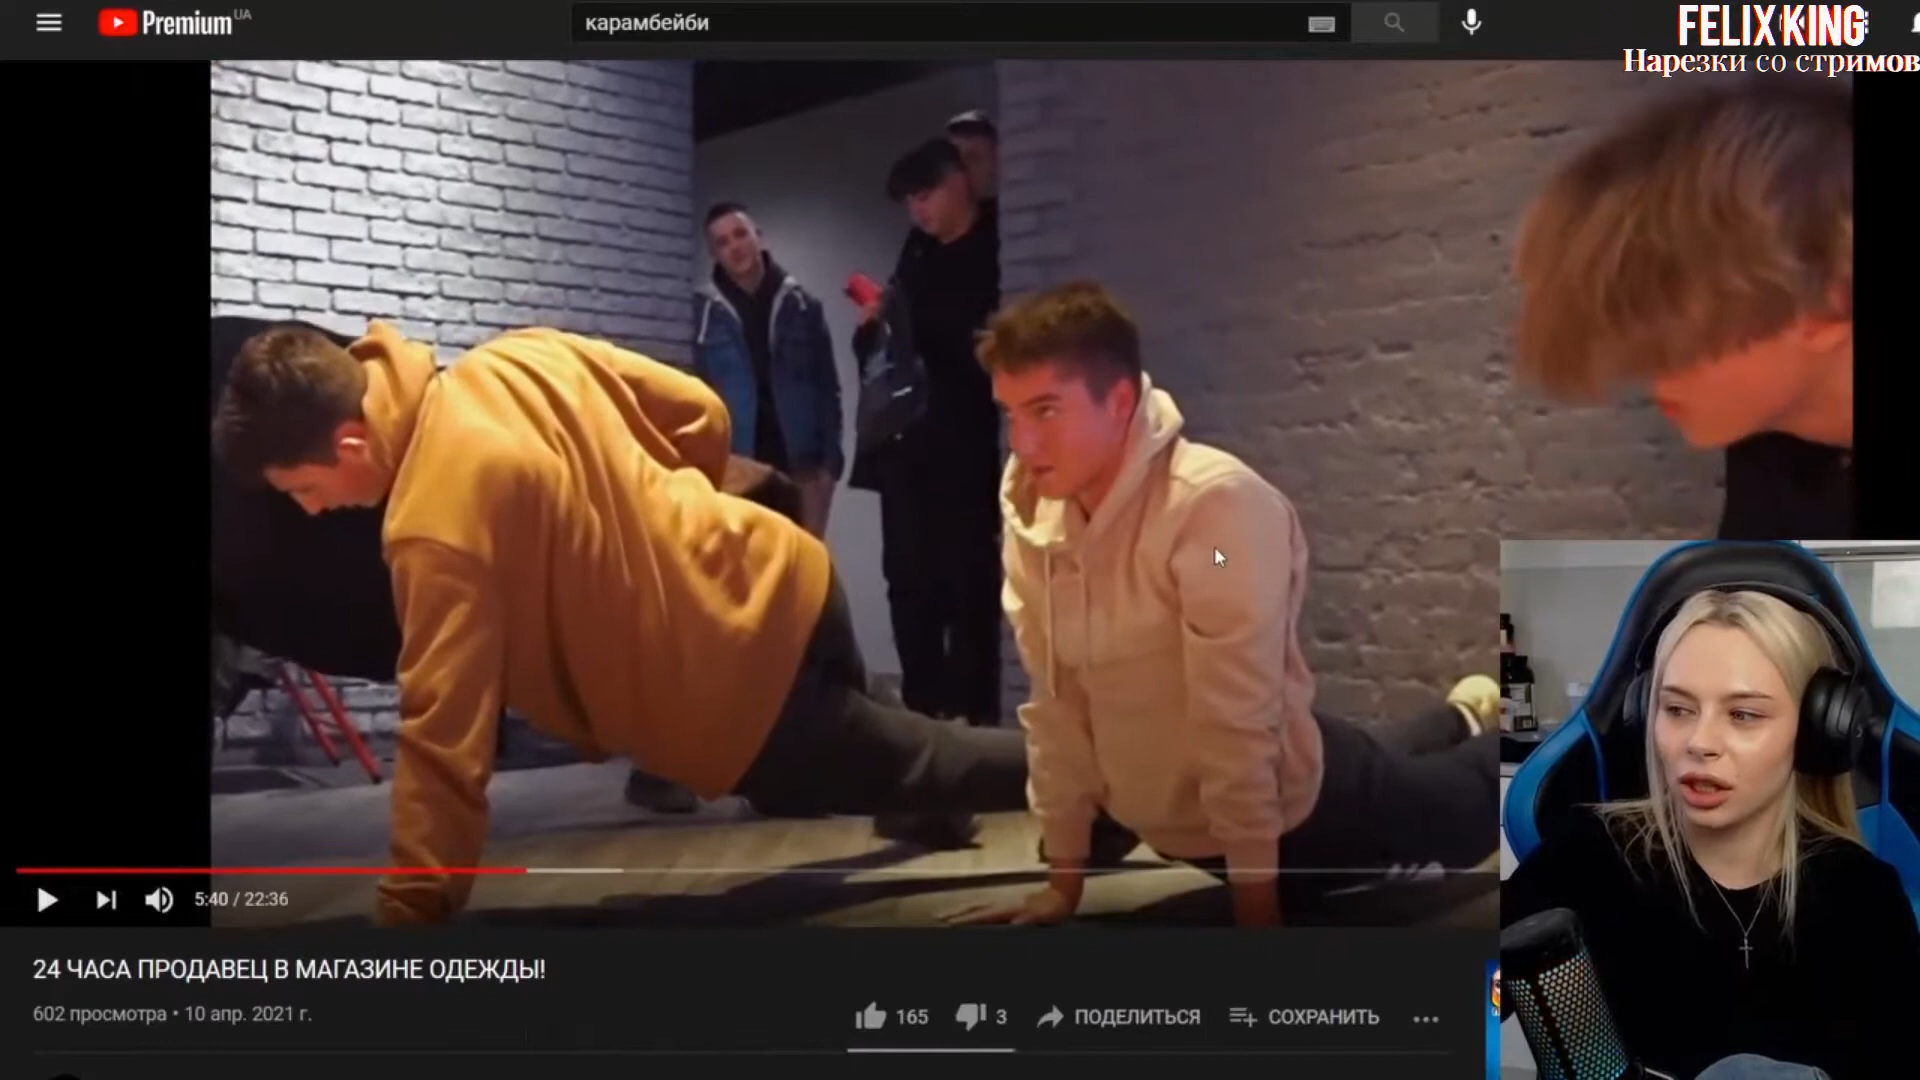 Premium UA
карамбейби
FELIX KING
Нарезки со стримов
5:40 / 22:36
24 ЧАСА ПРОДАВЕЦ В МАГАЗИНЕ ОДЕЖДЫ!
602 просмотра • 10 апр. 2021 г.
165
3
ПОДЕЛИТЬСЯ
СОХРАНИТЬ